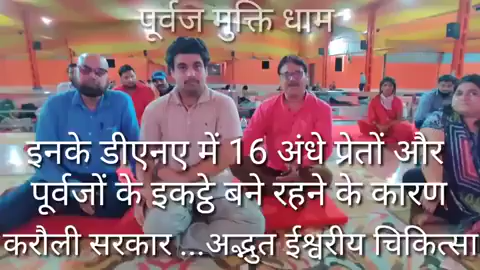 पूर्वज मुक्ति धाम
इनके डीएनए में 16 अंधे प्रेतों और
पूर्वजों के इकट्ठे बने रहने के कारण
करौली सरकार ...अद्भुत ईश्वरीय चिकित्सा